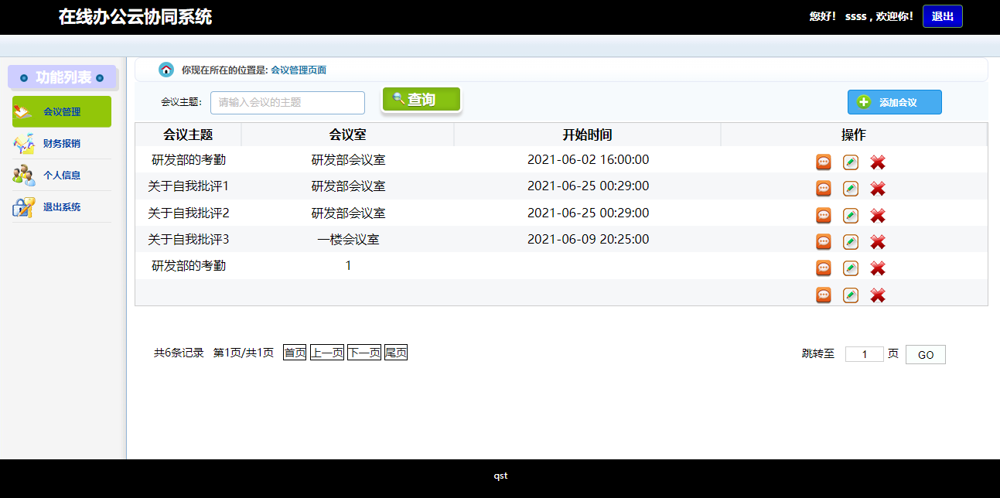 在线办公云协同系统
您好! ssss , 欢迎你! 退出
功能列表
会议管理
财务报销
个人信息
退出系统
你现在所在的位置是: 会议管理页面
会议主题: 请输入会议的主题 查询 添加会议
会议主题 会议室 开始时间 操作
研发部的考勤 研发部会议室 2021-06-02 16:00:00
关于自我批评1 研发部会议室 2021-06-25 00:29:00
关于自我批评2 研发部会议室 2021-06-25 00:29:00
关于自我批评3 一楼会议室 2021-06-09 20:25:00
研发部的考勤 1
共6条记录 第1页/共1页 首页 上一页 下一页 尾页 跳转至 1 页 GO
qst